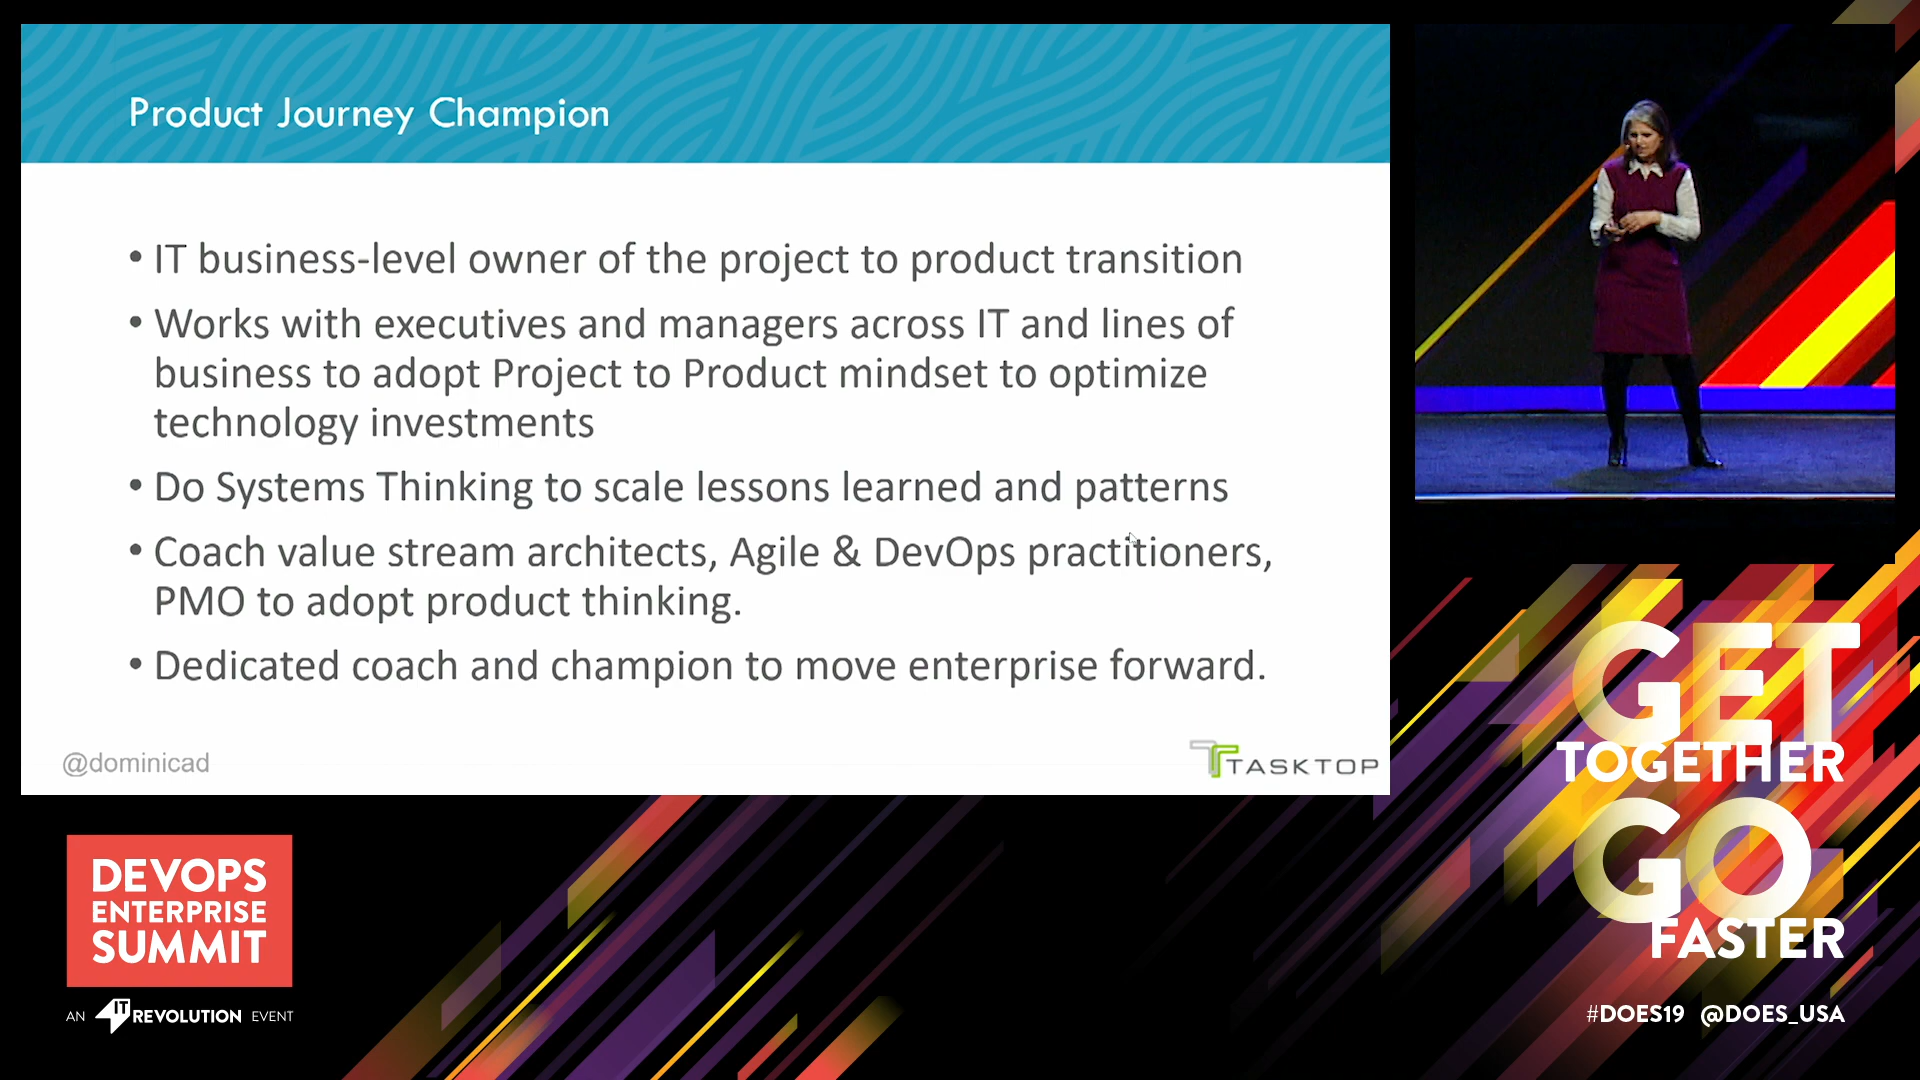 Product Journey Champion
• IT business-level owner of the project to product transition
• Works with executives and managers across IT and lines of
business to adopt Project to Product mindset to optimize
technology investments
• Do Systems Thinking to scale lessons learned and patterns
• Coach value stream architects, Agile & DevOps practitioners,
PMO to adopt product thinking.
• Dedicated coach and champion to move enterprise forward.
@dominicad
TASKTOP
DEVOPS
ENTERPRISE
SUMMIT
AN IT REVOLUTION EVENT
GET
TOGETHER
GO
FASTER
#DOES19 @DOES_USA